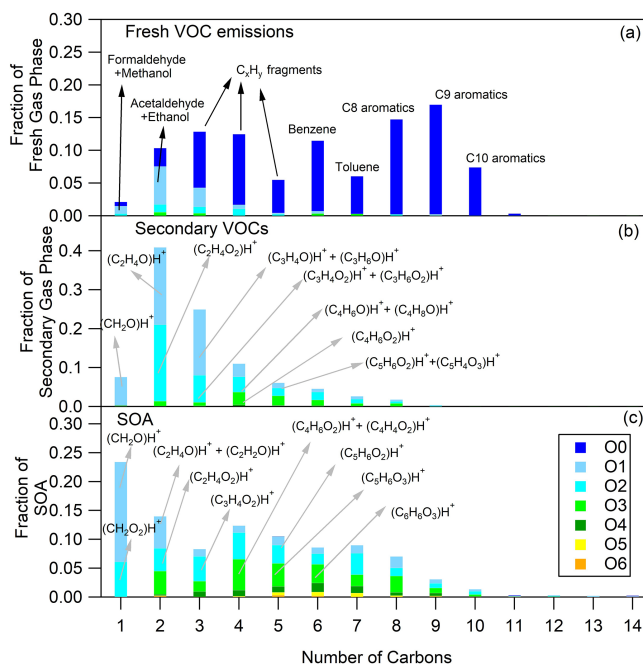 Fresh VOC emissions
(a)
Formaldehyde
+Methanol
Acetaldehyde
+Ethanol
CxHy fragments
Benzene
Toluene
C8 aromatics
C9 aromatics
C10 aromatics
Fraction of
Fresh Gas Phase
0.30
0.25
0.20
0.15
0.10
0.05
0.00
Secondary VOCs
(b)
(C2H4O)H+
(C2H4O2)H+
(CH2O)H+
(C3H4O)H+ + (C3H6O)H+
(C3H4O2)H+ + (C3H6O2)H+
(C4H6O)H+ + (C4H8O)H+
(C4H6O2)H+
(C5H6O2)H++(C5H4O3)H+
Fraction of
Secondary Gas Phase
0.4
0.3
0.2
0.1
0.0
SOA
(c)
(CH2O)H+
(C2H4O)H+ + (C2H2O)H+
(C2H4O2)H+
(CH2O2)H+
(C3H4O2)H+
(C4H6O2)H+ + (C4H4O2)H+
(C5H6O2)H+
(C5H6O3)H+
(C6H6O3)H+
Fraction of
SOA
0.30
0.25
0.20
0.15
0.10
0.05
0.00
O0
O1
O2
O3
O4
O5
O6
1 2 3 4 5 6 7 8 9 10 11 12 13 14
Number of Carbons